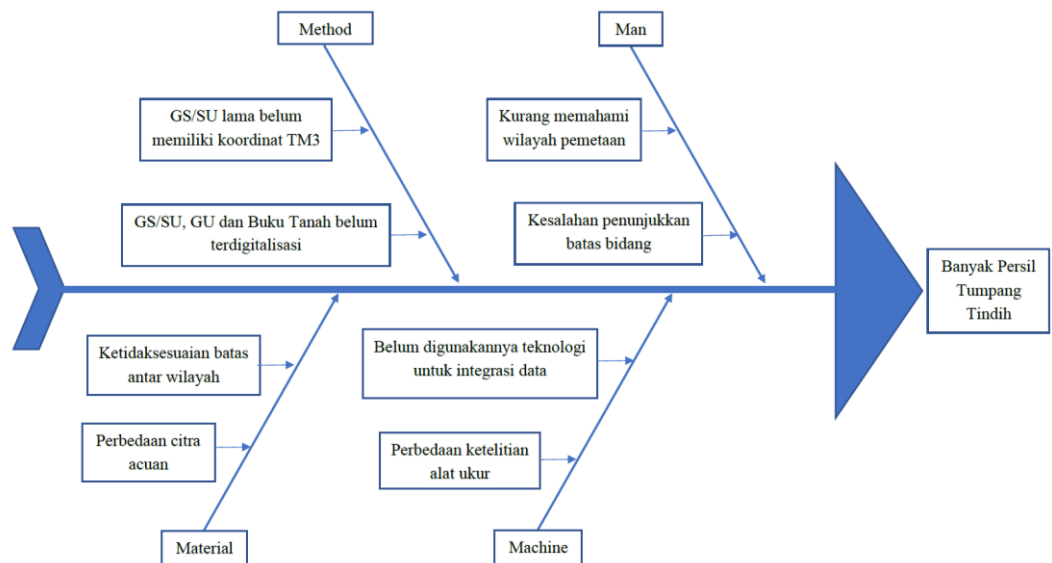 Method
Man
GS/SU lama belum
memiliki koordinat TM3
Kurang memahami
wilayah pemetaan
GS/SU, GU dan Buku Tanah belum
terdigitalisasi
Kesalahan penunjukkan
batas bidang
Banyak Persil
Tumpang
Tindih
Ketidaksesuaian batas
antar wilayah
Belum digunakannya teknologi
untuk integrasi data
Perbedaan citra
acuan
Perbedaan ketelitian
alat ukur
Material
Machine